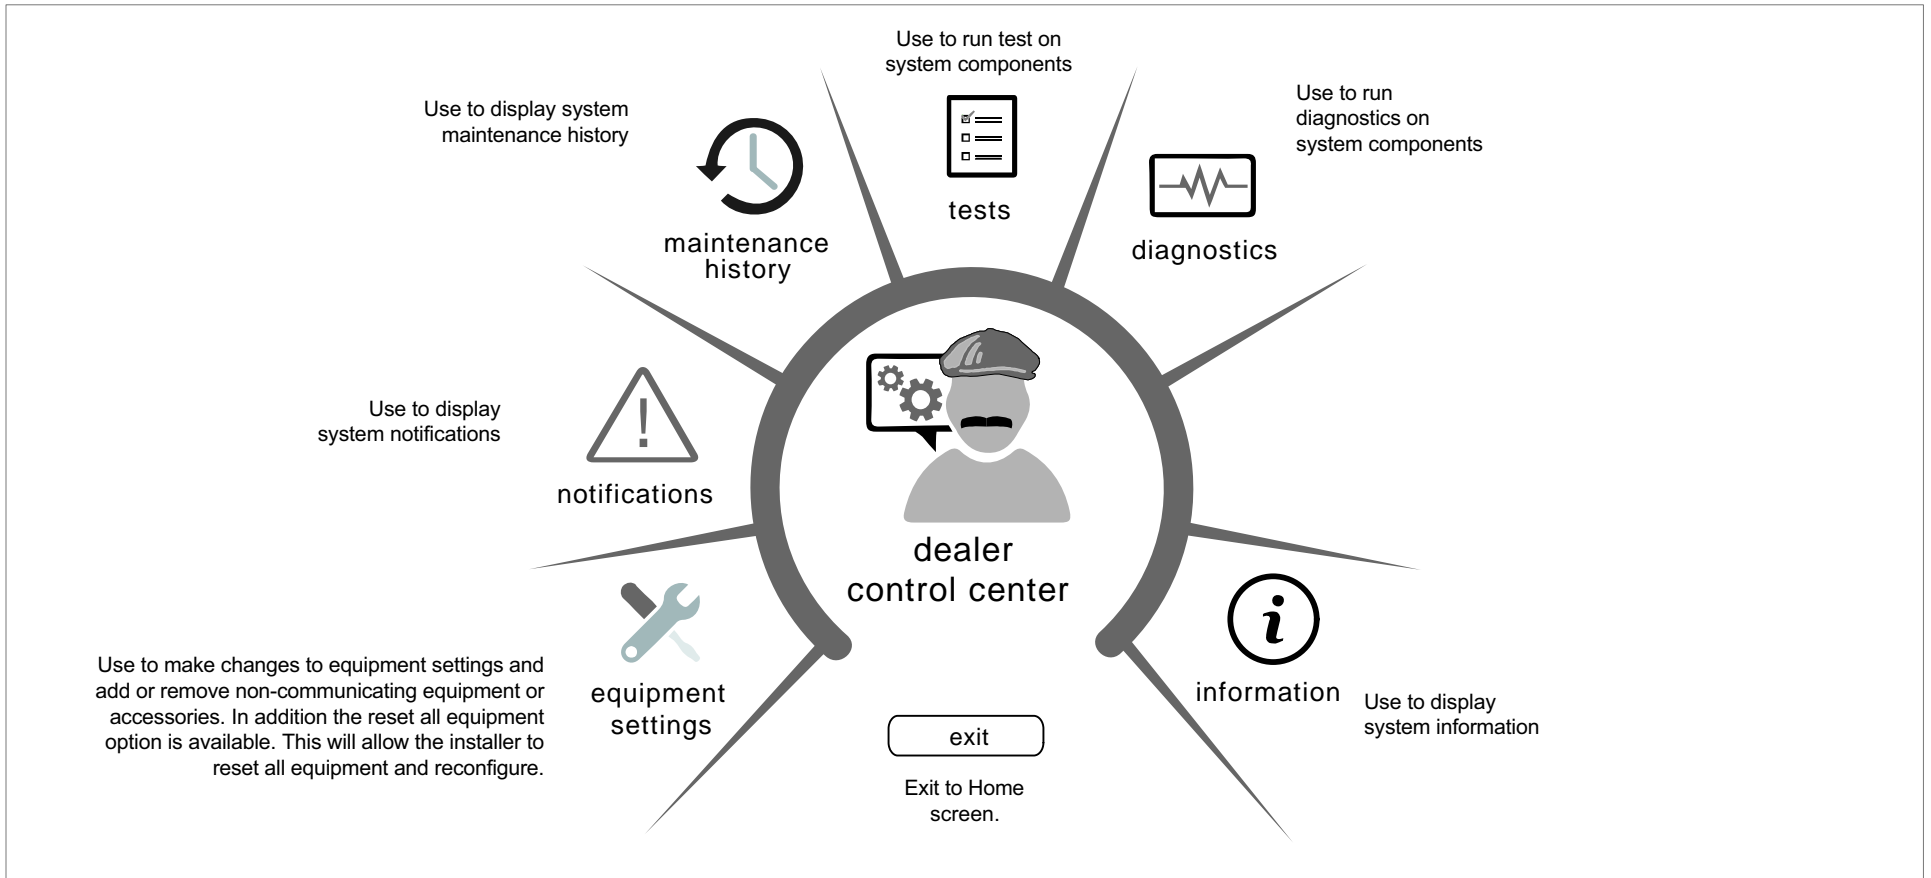 Use to run test on
system components
tests
Use to display system
maintenance history
maintenance
history
Use to run
diagnostics on
system components
diagnostics
Use to display
system notifications
notifications
dealer
control center
Use to make changes to equipment settings and
add or remove non-communicating equipment or
accessories. In addition the reset all equipment
option is available. This will allow the installer to
reset all equipment and reconfigure.
equipment
settings
information
Use to display
system information
exit
Exit to Home
screen.